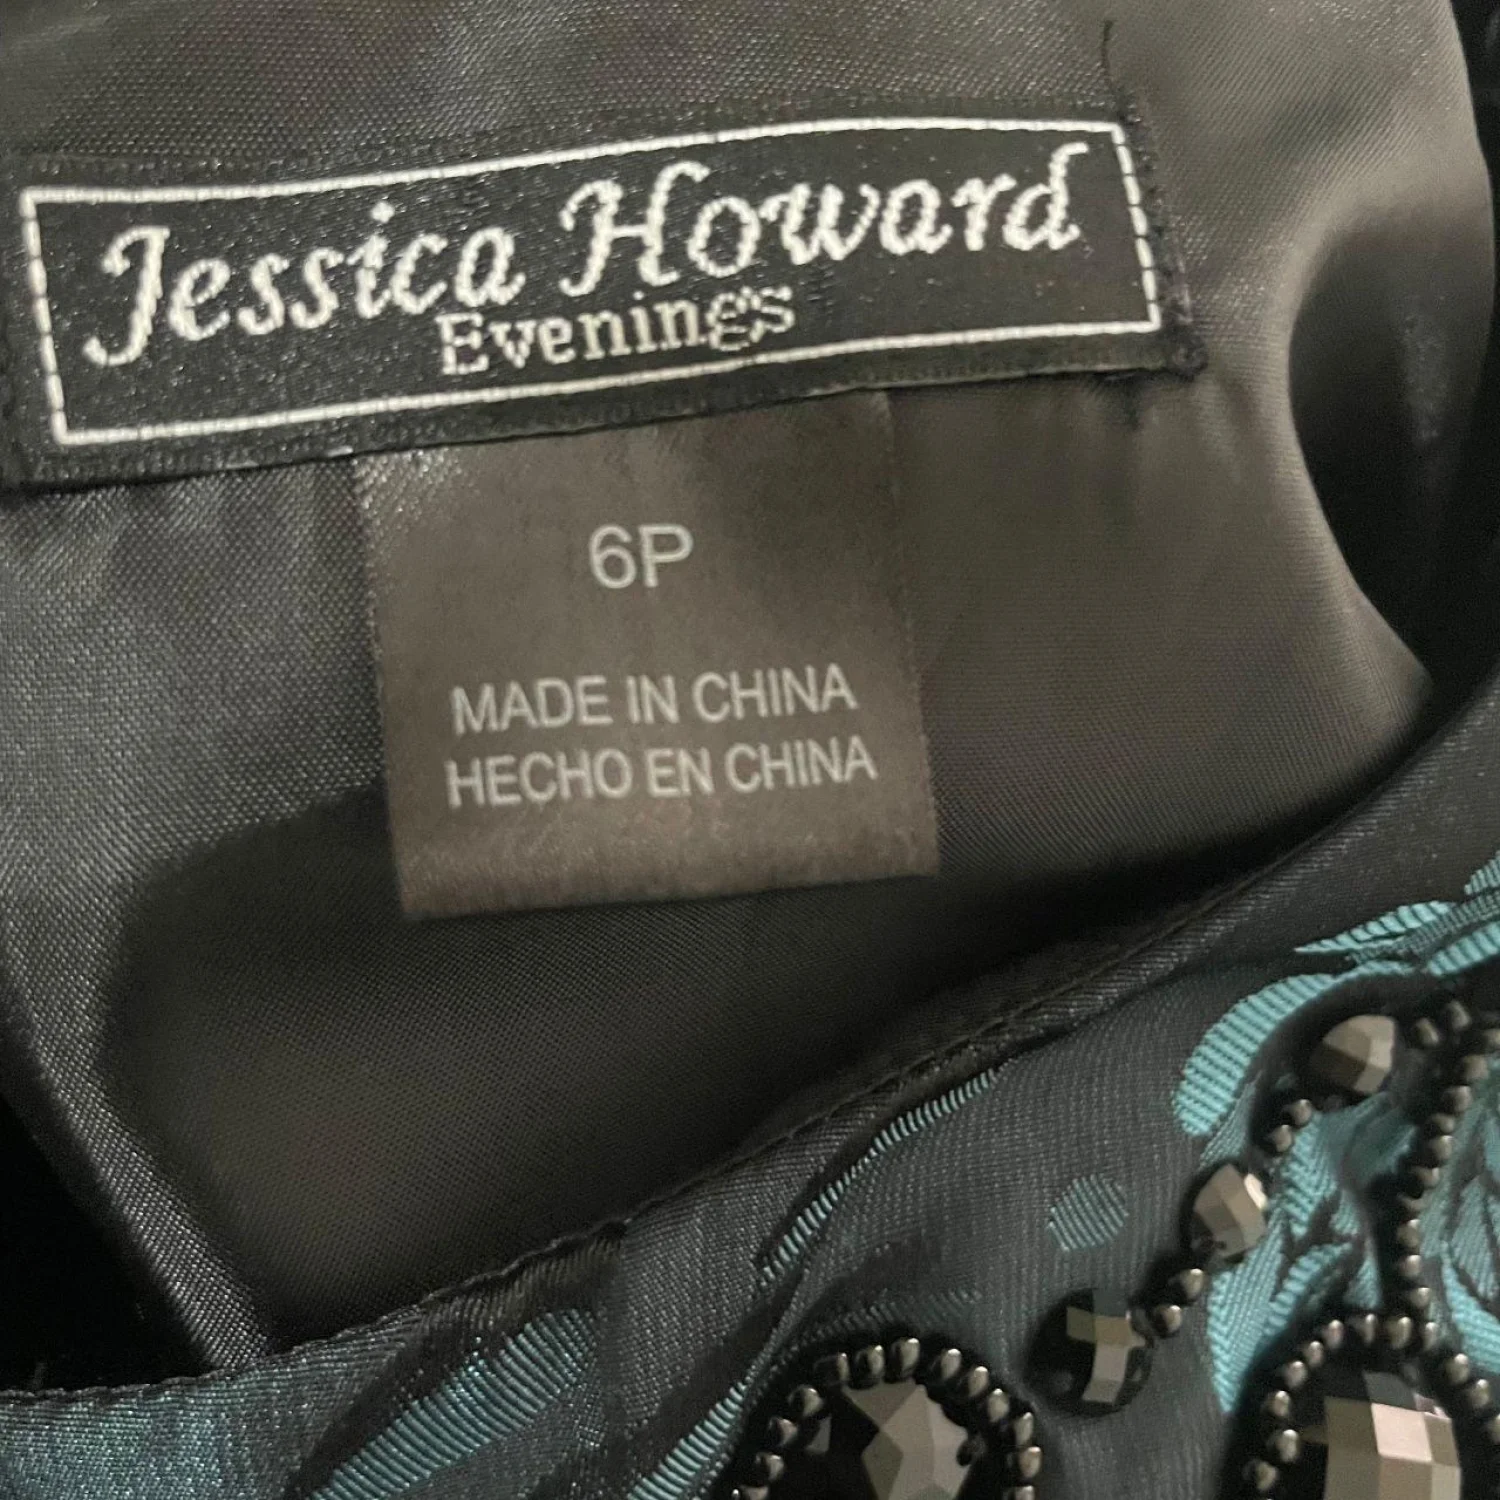 Jessica Howard
Evenings
6P
MADE IN CHINA
HECHO EN CHINA